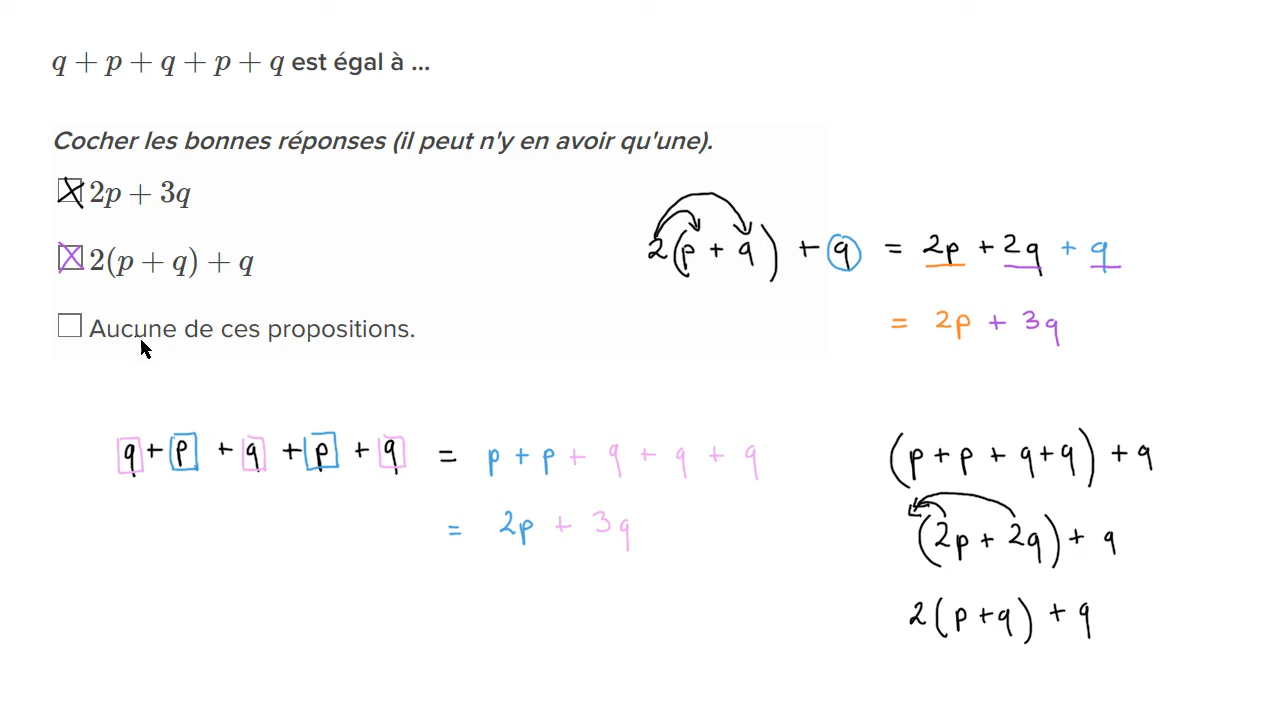 q + p + q + p + q est égal à ...
Cocher les bonnes réponses (il peut n'y en avoir qu'une).
2p + 3q
2(p + q) + q
Aucune de ces propositions.
2(p + q) + q = 2p + 2q + q
= 2p + 3q
q + p + q + p + q = p + p + q + q + q
= 2p + 3q
(p + p + q + q) + q
(2p + 2q) + q
2(p + q) + q